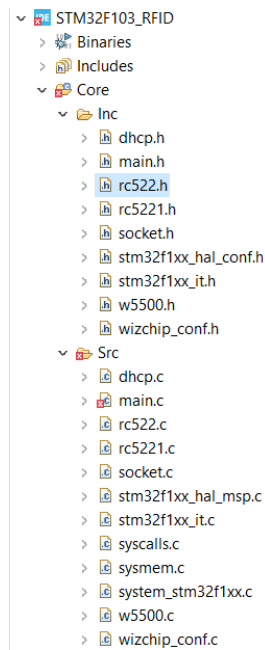 STM32F103_RFID
Binaries
Includes
Core
Inc
dhcp.h
main.h
rc522.h
rc5221.h
socket.h
stm32f1xx_hal_conf.h
stm32f1xx_it.h
w5500.h
wizchip_conf.h
Src
dhcp.c
main.c
rc522.c
rc5221.c
socket.c
stm32f1xx_hal_msp.c
stm32f1xx_it.c
syscalls.c
sysmem.c
system_stm32f1xx.c
w5500.c
wizchip_conf.c